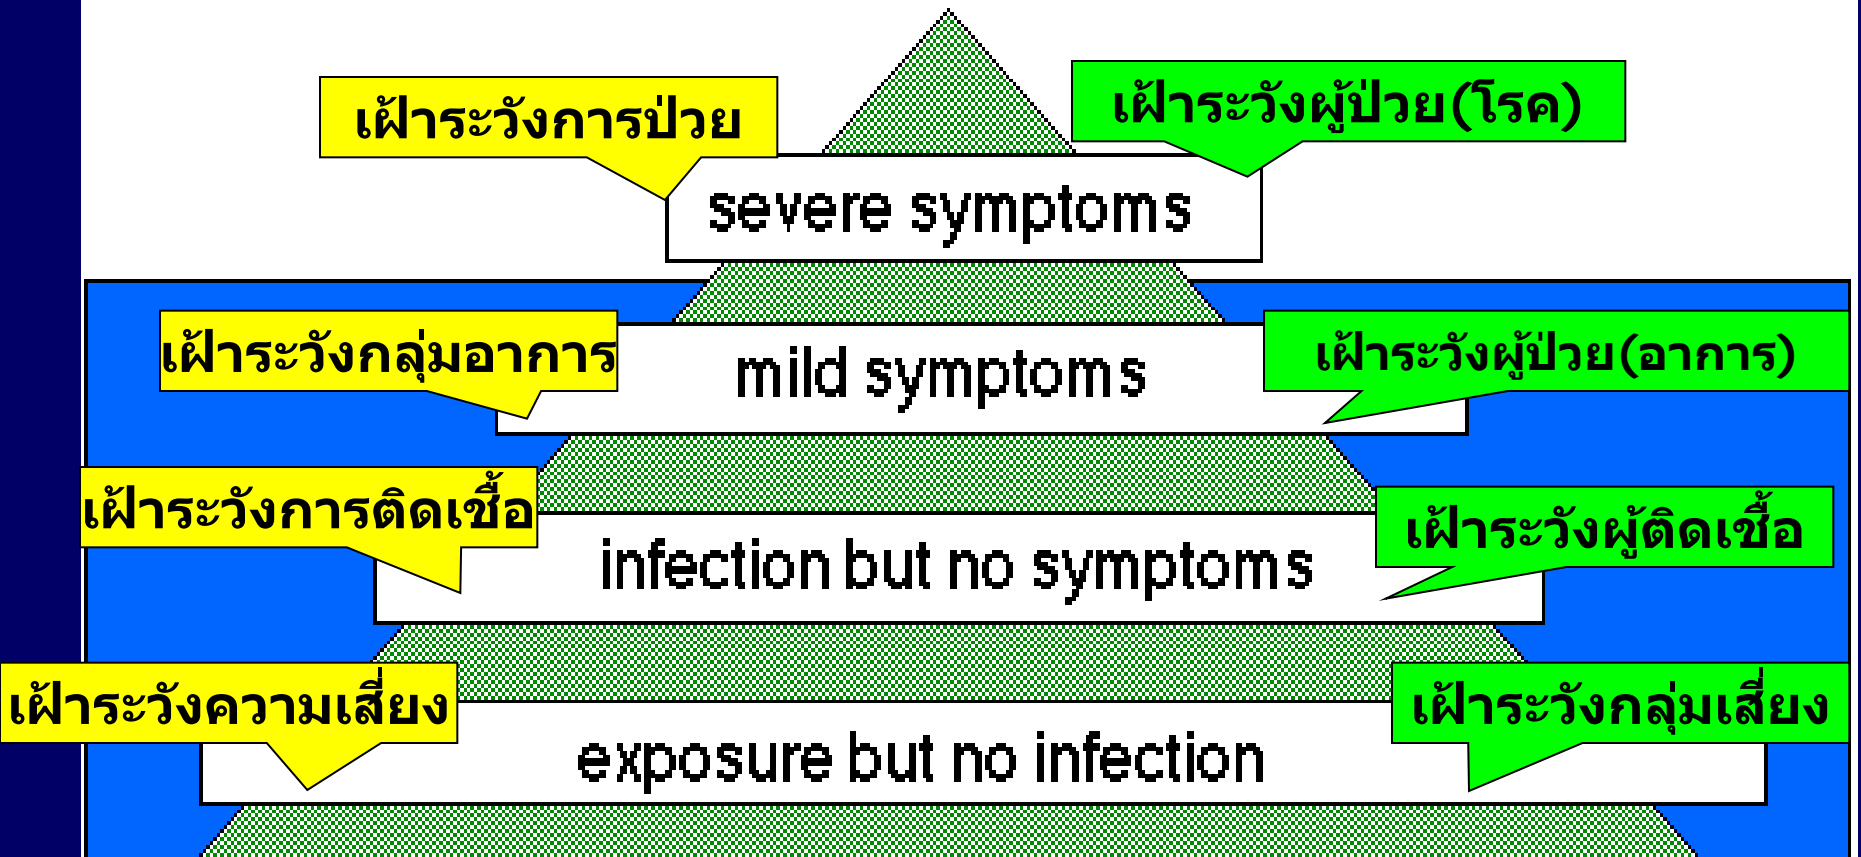 เฝ้าระวังการป่วย
เฝ้าระวังผู้ป่วย(โรค)
severe symptoms
เฝ้าระวังกลุ่มอาการ
mild symptoms
เฝ้าระวังผู้ป่วย(อาการ)
เฝ้าระวังการติดเชื้อ
infection but no symptoms
เฝ้าระวังผู้ติดเชื้อ
เฝ้าระวังความเสี่ยง
exposure but no infection
เฝ้าระวังกลุ่มเสี่ยง